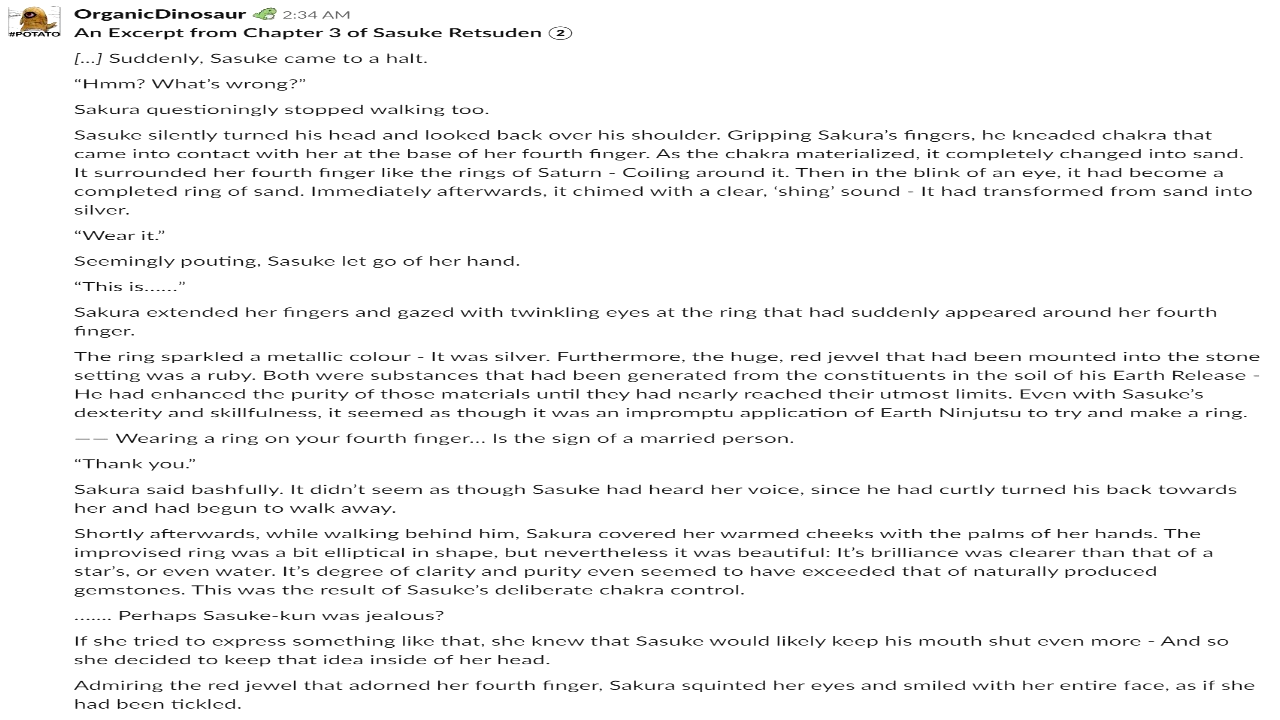 OrganicDinosaur 2:34 AM
#POTATO
An Excerpt from Chapter 3 of Sasuke Retsuden ②
[...] Suddenly, Sasuke came to a halt.
“Hmm? What’s wrong?”
Sakura questioningly stopped walking too.
Sasuke silently turned his head and looked back over his shoulder. Gripping Sakura’s fingers, he kneaded chakra that
came into contact with her at the base of her fourth finger. As the chakra materialized, it completely changed into sand.
It surrounded her fourth finger like the rings of Saturn - Coiling around it. Then in the blink of an eye, it had become a
completed ring of sand. Immediately afterwards, it chimed with a clear, ‘shing’ sound - It had transformed from sand into
silver.
“Wear it.”
Seemingly pouting, Sasuke let go of her hand.
“This is......”
Sakura extended her fingers and gazed with twinkling eyes at the ring that had suddenly appeared around her fourth
finger.
The ring sparkled a metallic colour - It was silver. Furthermore, the huge, red jewel that had been mounted into the stone
setting was a ruby. Both were substances that had been generated from the constituents in the soil of his Earth Release -
He had enhanced the purity of those materials until they had nearly reached their utmost limits. Even with Sasuke’s
dexterity and skillfulness, it seemed as though it was an impromptu application of Earth Ninjutsu to try and make a ring.
—— Wearing a ring on your fourth finger... Is the sign of a married person.
“Thank you.”
Sakura said bashfully. It didn’t seem as though Sasuke had heard her voice, since he had curtly turned his back towards
her and had begun to walk away.
Shortly afterwards, while walking behind him, Sakura covered her warmed cheeks with the palms of her hands. The
improvised ring was a bit elliptical in shape, but nevertheless it was beautiful: It’s brilliance was clearer than that of a
star’s, or even water. It’s degree of clarity and purity even seemed to have exceeded that of naturally produced
gemstones. This was the result of Sasuke’s deliberate chakra control.
....... Perhaps Sasuke-kun was jealous?
If she tried to express something like that, she knew that Sasuke would likely keep his mouth shut even more - And so
she decided to keep that idea inside of her head.
Admiring the red jewel that adorned her fourth finger, Sakura squinted her eyes and smiled with her entire face, as if she
had been tickled.